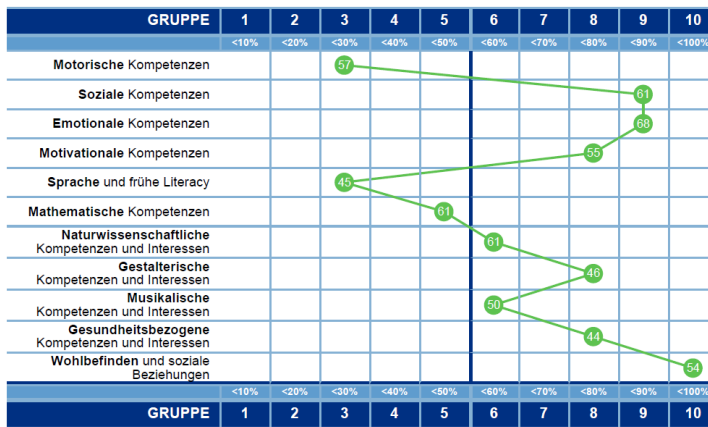 GRUPPE 1 2 3 4 5 6 7 8 9 10
<10% <20% <30% <40% <50% <60% <70% <80% <90% <100%
Motorische Kompetenzen 57
Soziale Kompetenzen 61
Emotionale Kompetenzen 68
Motivationale Kompetenzen 55
Sprache und frühe Literacy 45
Mathematische Kompetenzen 61
Naturwissenschaftliche
Kompetenzen und Interessen 61
Gestalterische
Kompetenzen und Interessen 46
Musikalische
Kompetenzen und Interessen 50
Gesundheitsbezogene
Kompetenzen und Interessen 44
Wohlbefinden und soziale
Beziehungen 54
<10% <20% <30% <40% <50% <60% <70% <80% <90% <100%
GRUPPE 1 2 3 4 5 6 7 8 9 10